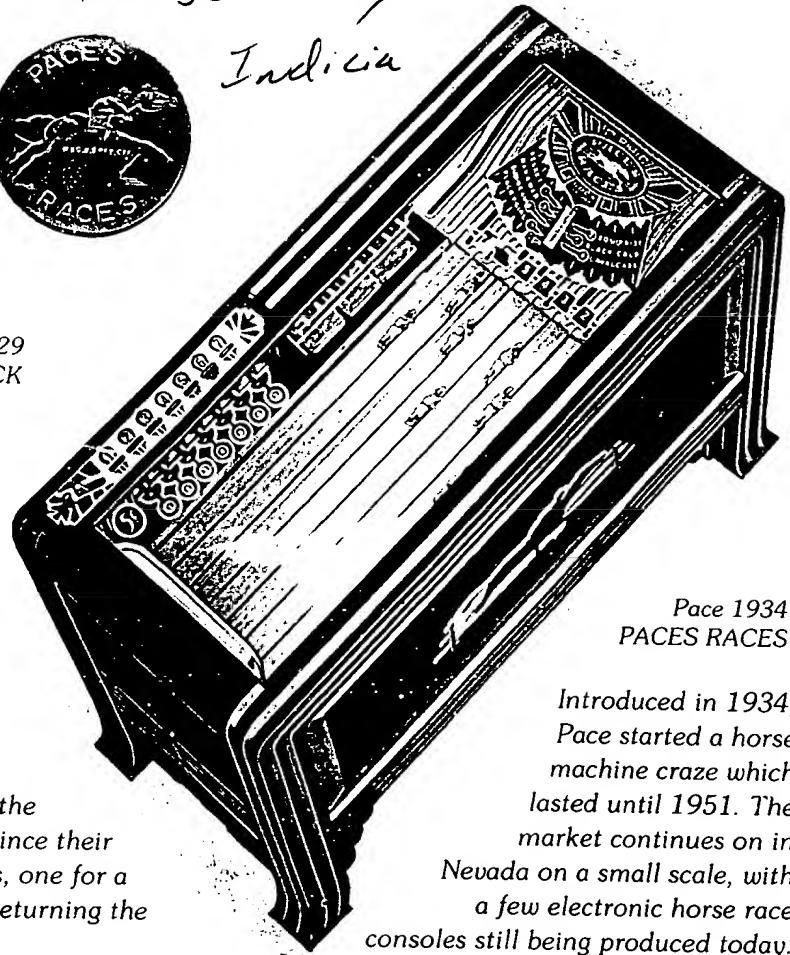 Indicia
PACE'S
RACES
29
CK
Pace 1934
PACES RACES
Introduced in 1934,
Pace started a horse
machine craze which
lasted until 1951. The
market continues on in
Nevada on a small scale, with
a few electronic horse race
consoles still being produced today.
the
ince their
s, one for a
eturning the